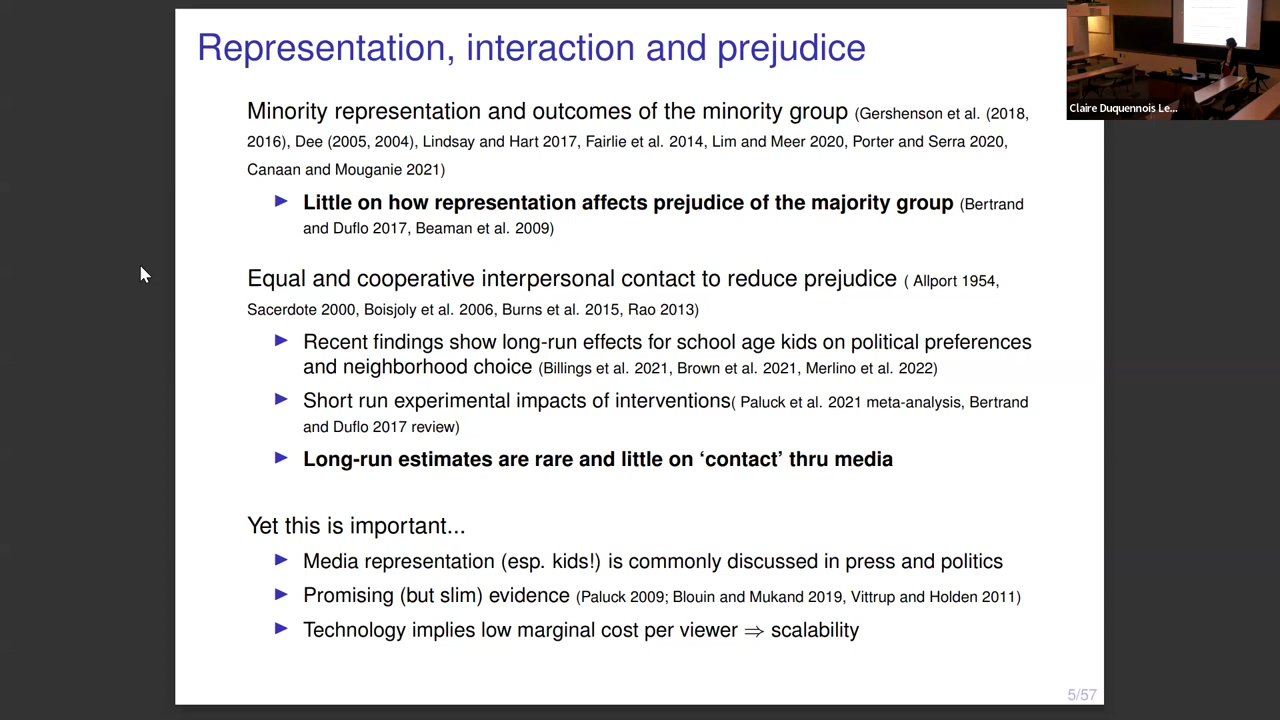 Representation, interaction and prejudice
Claire Duquennois Le...
Minority representation and outcomes of the minority group (Gershenson et al. (2018,
2016), Dee (2005, 2004), Lindsay and Hart 2017, Fairlie et al. 2014, Lim and Meer 2020, Porter and Serra 2020,
Canaan and Mouganie 2021)
▶ Little on how representation affects prejudice of the majority group (Bertrand
and Duflo 2017, Beaman et al. 2009)
Equal and cooperative interpersonal contact to reduce prejudice ( Allport 1954,
Sacerdote 2000, Boisjoly et al. 2006, Burns et al. 2015, Rao 2013)
▶ Recent findings show long-run effects for school age kids on political preferences
and neighborhood choice (Billings et al. 2021, Brown et al. 2021, Merlino et al. 2022)
▶ Short run experimental impacts of interventions( Paluck et al. 2021 meta-analysis, Bertrand
and Duflo 2017 review)
▶ Long-run estimates are rare and little on ‘contact’ thru media
Yet this is important...
▶ Media representation (esp. kids!) is commonly discussed in press and politics
▶ Promising (but slim) evidence (Paluck 2009; Blouin and Mukand 2019, Vittrup and Holden 2011)
▶ Technology implies low marginal cost per viewer ⇒ scalability
5/57